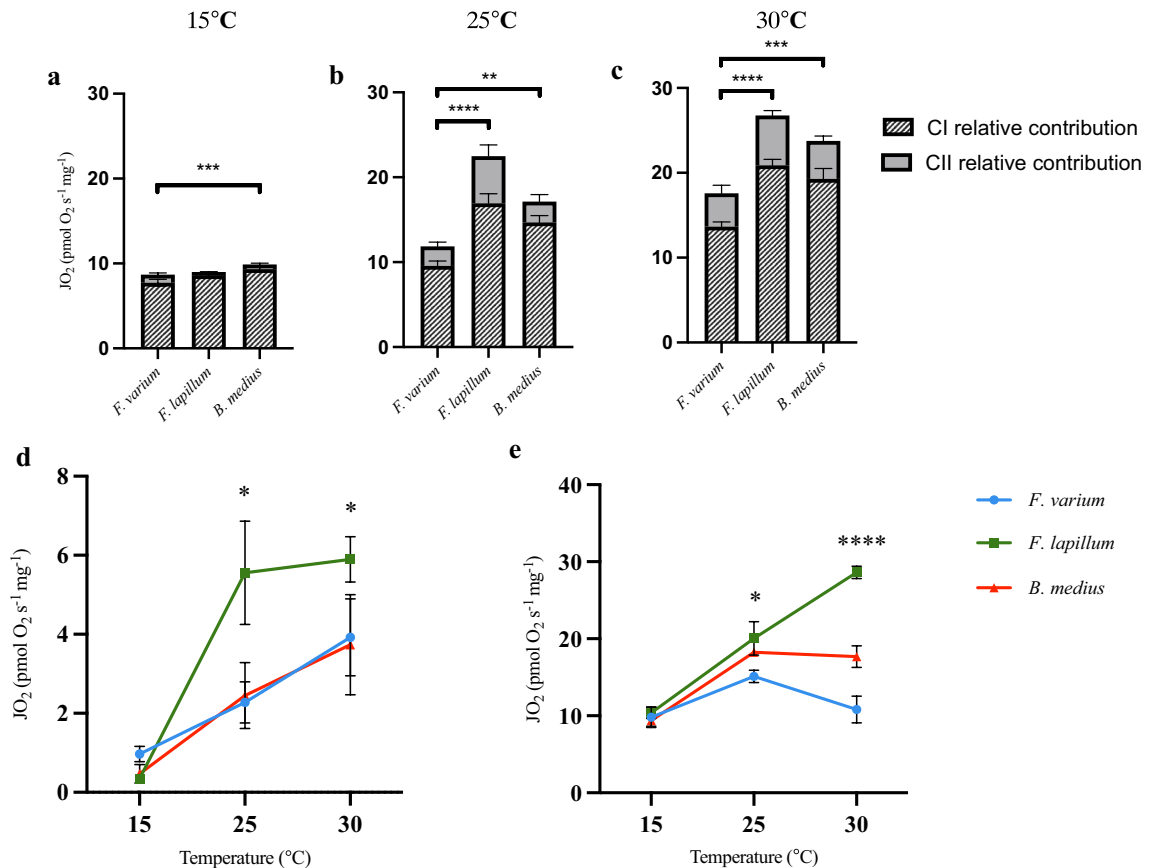 15°C 25°C 30°C
a
30
20
10
0
JO2 (pmol O2 s-1 mg-1)
***
F. varium
F. lapillum
B. medius
b
30
20
10
0
**
****
F. varium
F. lapillum
B. medius
c
30
20
10
0
***
****
F. varium
F. lapillum
B. medius
CI relative contribution
CII relative contribution
d
8
6
4
2
0
JO2 (pmol O2 s-1 mg-1)
* *
15 25 30
Temperature (°C)
e
40
30
20
10
0
JO2 (pmol O2 s-1 mg-1)
* ****
15 25 30
Temperature (°C)
F. varium
F. lapillum
B. medius